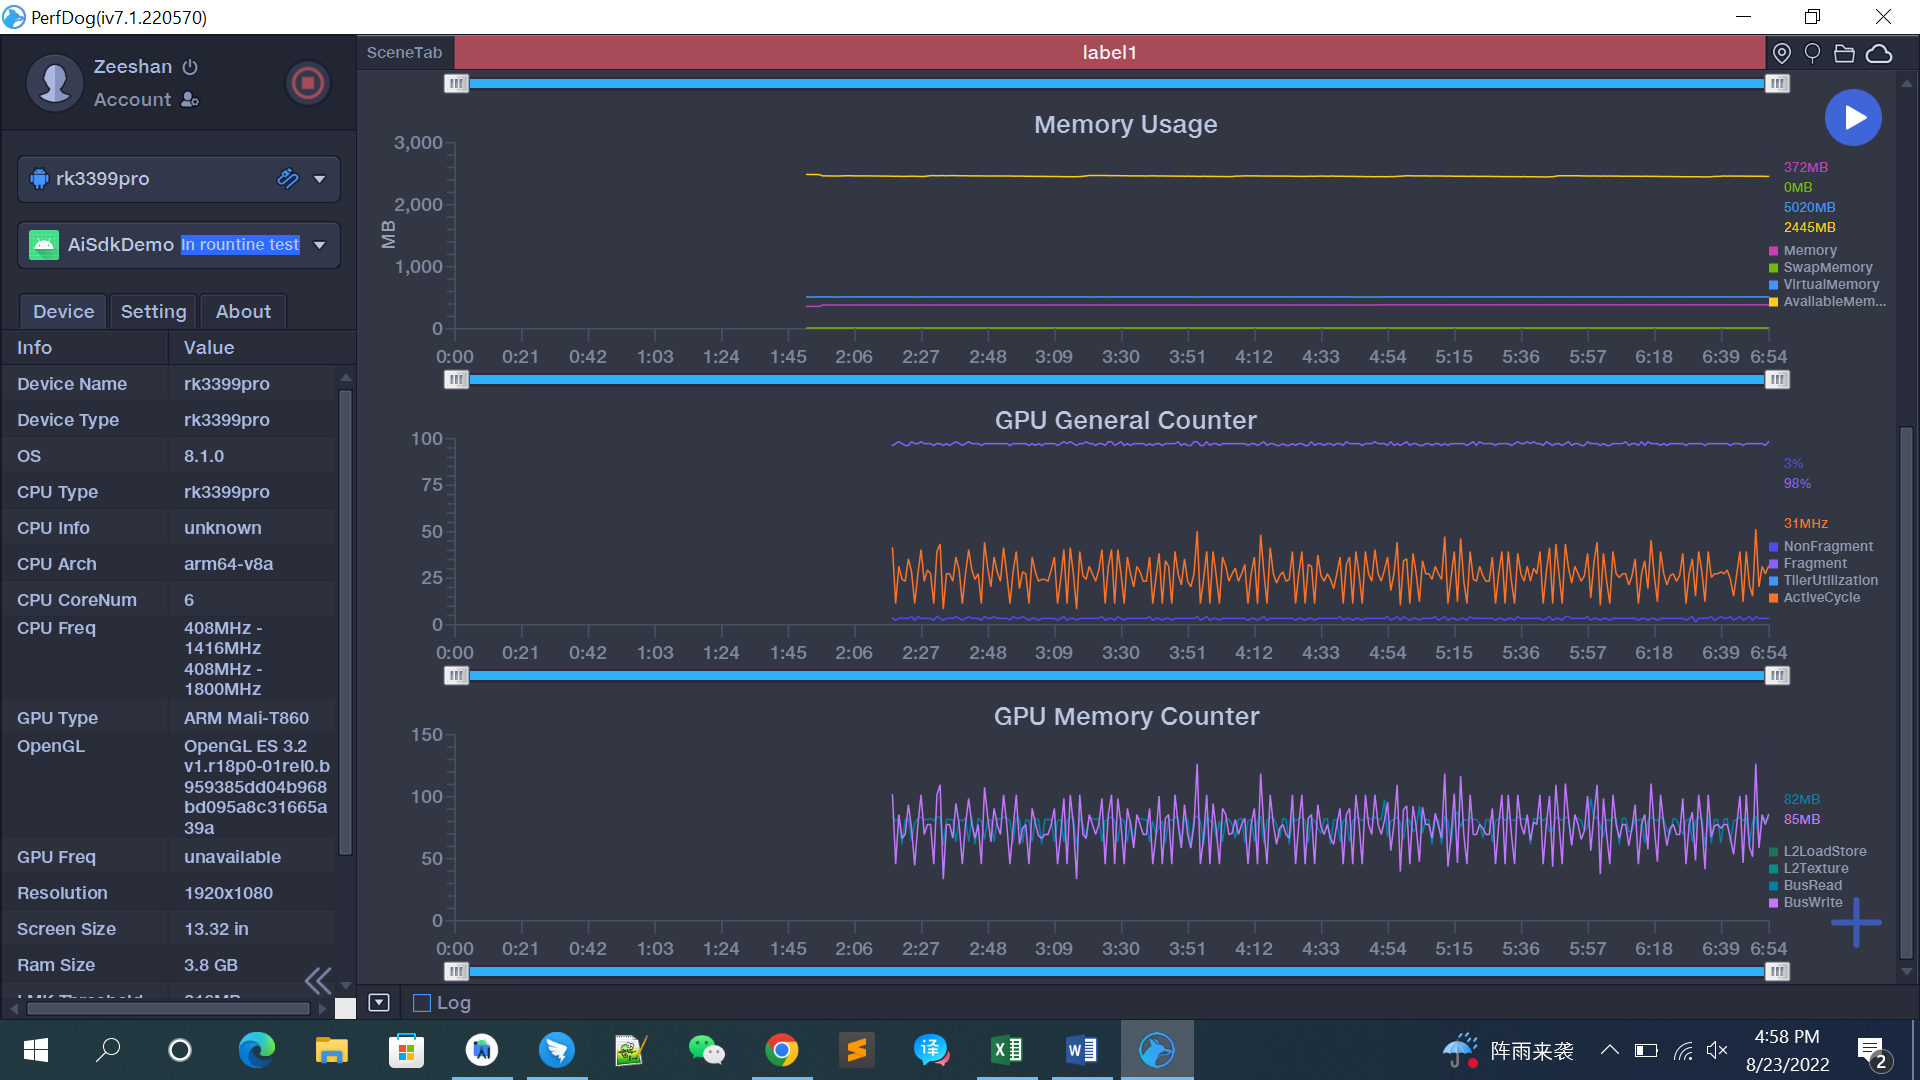 PerfDog(iv7.1.220570)
Zeeshan
Account
rk3399pro
AiSdkDemo In rountine test
Device Setting About
Info Value
Device Name rk3399pro
Device Type rk3399pro
OS 8.1.0
CPU Type rk3399pro
CPU Info unknown
CPU Arch arm64-v8a
CPU CoreNum 6
CPU Freq 408MHz -
1416MHz
408MHz -
1800MHz
GPU Type ARM Mali-T860
OpenGL OpenGL ES 3.2
v1.r18p0-01rel0.b
959385dd04b968
bd095a8c31665a
39a
GPU Freq unavailable
Resolution 1920x1080
Screen Size 13.32 in
Ram Size 3.8 GB
SceneTab label1
Memory Usage
MB
3,000
2,000
1,000
0
0:00 0:21 0:42 1:03 1:24 1:45 2:06 2:27 2:48 3:09 3:30 3:51 4:12 4:33 4:54 5:15 5:36 5:57 6:18 6:39 6:54
372MB
0MB
5020MB
2445MB
Memory
SwapMemory
VirtualMemory
AvailableMem...
GPU General Counter
100
75
50
25
0
0:00 0:21 0:42 1:03 1:24 1:45 2:06 2:27 2:48 3:09 3:30 3:51 4:12 4:33 4:54 5:15 5:36 5:57 6:18 6:39 6:54
3%
98%
31MHz
NonFragment
Fragment
TilerUtilization
ActiveCycle
GPU Memory Counter
150
100
50
0
0:00 0:21 0:42 1:03 1:24 1:45 2:06 2:27 2:48 3:09 3:30 3:51 4:12 4:33 4:54 5:15 5:36 5:57 6:18 6:39 6:54
82MB
85MB
L2LoadStore
L2Texture
BusRead
BusWrite
Log
阵雨来袭
4:58 PM
8/23/2022
2